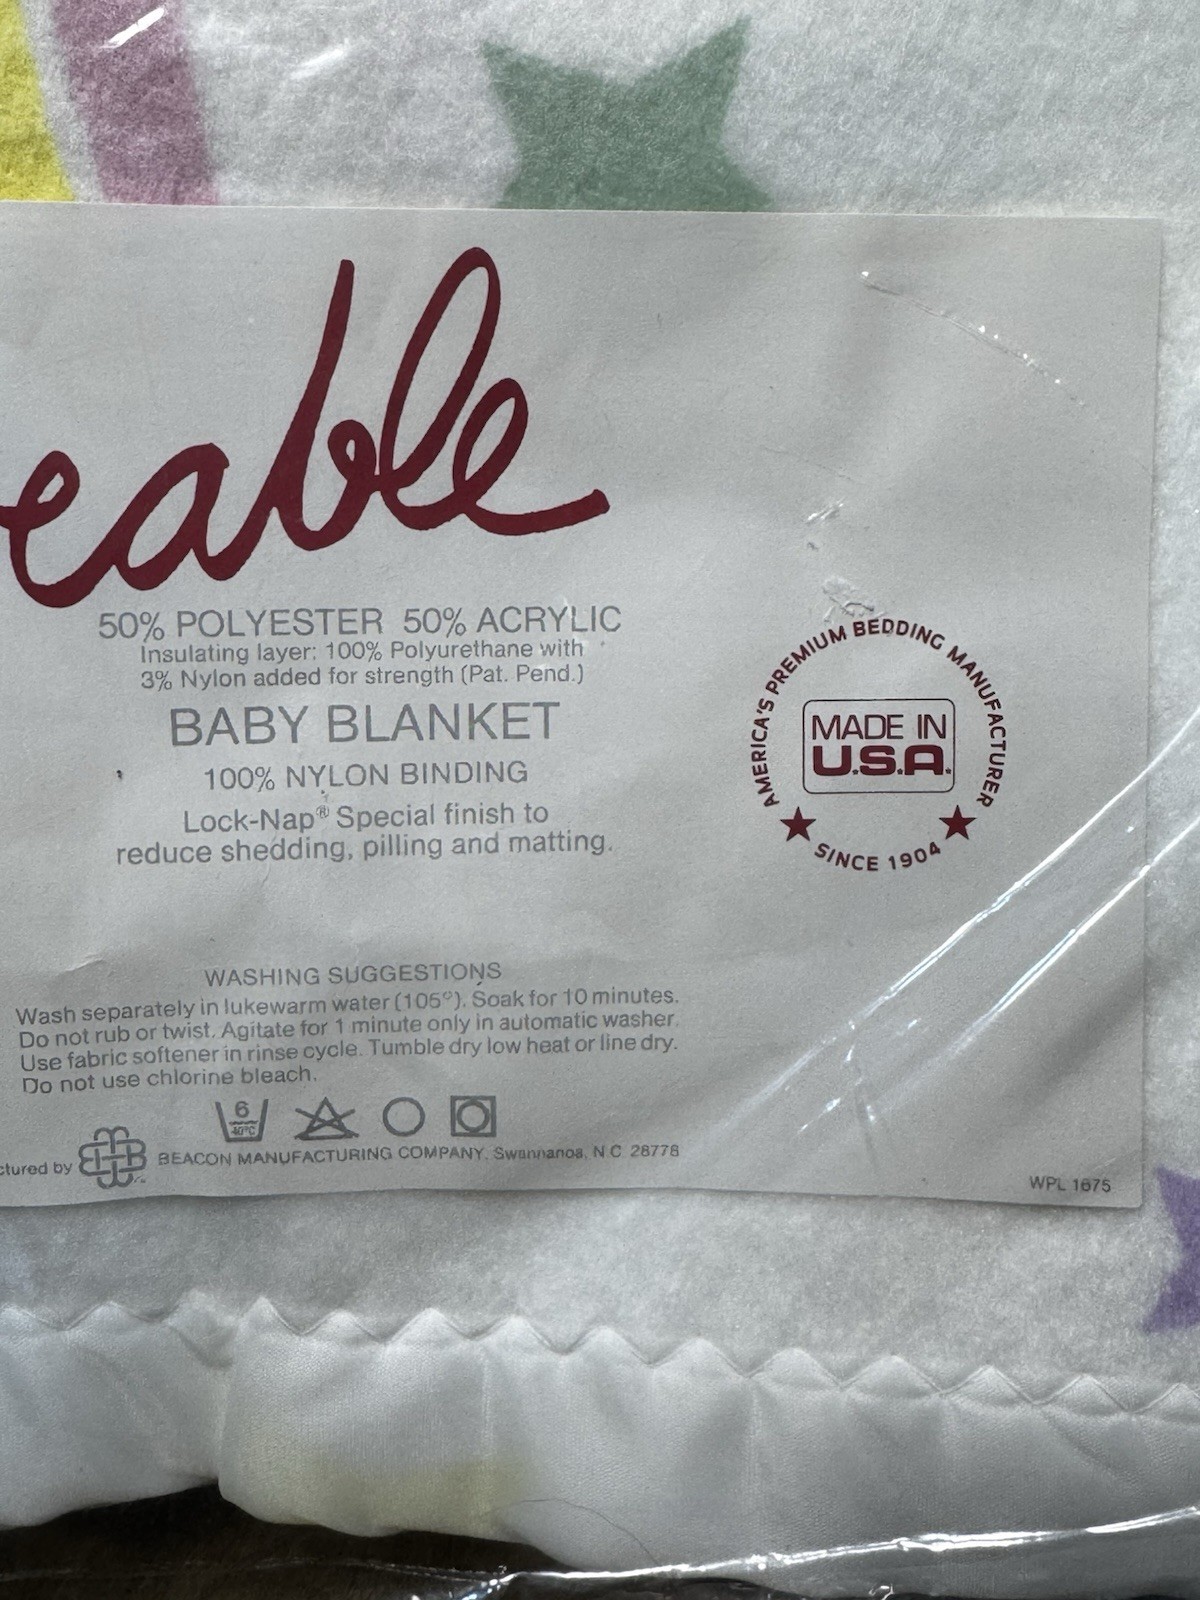 eable
50% POLYESTER 50% ACRYLIC
Insulating layer: 100% Polyurethane with
3% Nylon added for strength (Pat. Pend.)
BABY BLANKET
100% NYLON BINDING
Lock-Nap® Special finish to
reduce shedding, pilling and matting.
AMERICA'S PREMIUM BEDDING MANUFACTURER
MADE IN
U.S.A.
SINCE 1904
WASHING SUGGESTIONS
Wash separately in lukewarm water (105°). Soak for 10 minutes.
Do not rub or twist. Agitate for 1 minute only in automatic washer.
Use fabric softener in rinse cycle. Tumble dry low heat or line dry.
Do not use chlorine bleach.
6
40°C
ctured by BEACON MANUFACTURING COMPANY, Swannanoa, N.C. 28778
WPL 1675